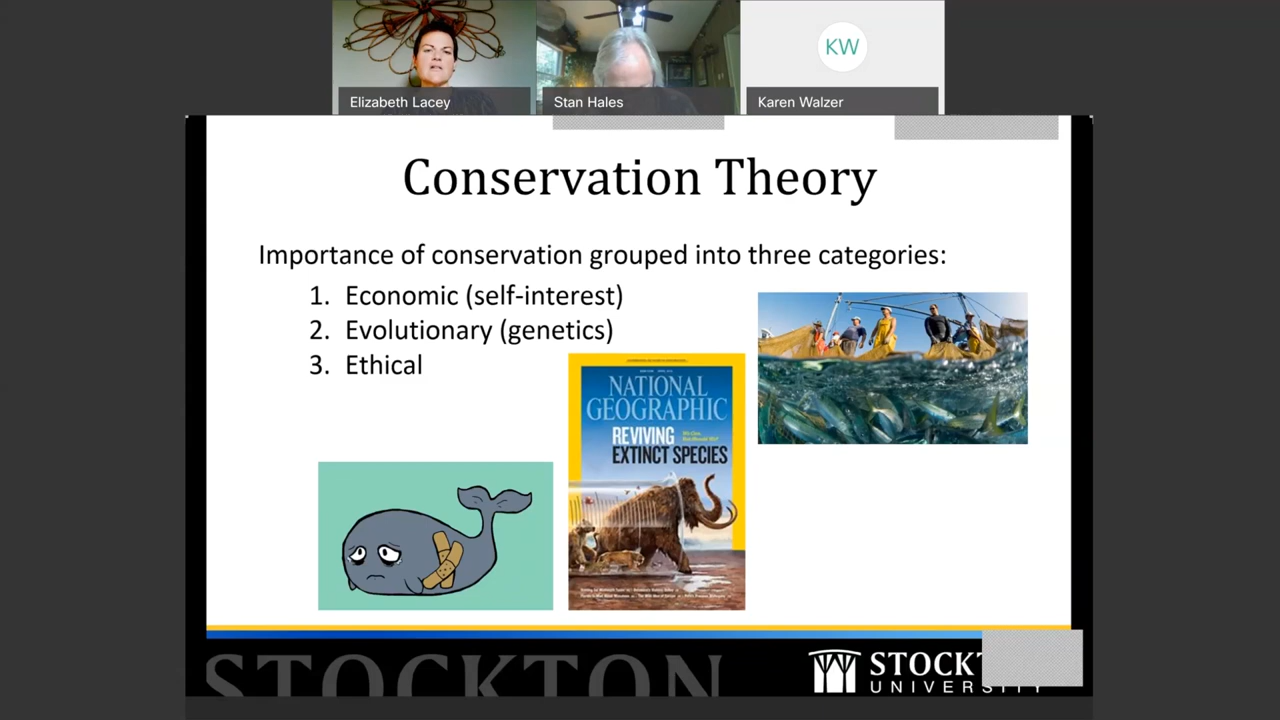 KW
Elizabeth Lacey
Stan Hales
Karen Walzer
Conservation Theory
Importance of conservation grouped into three categories:
1. Economic (self-interest)
2. Evolutionary (genetics)
3. Ethical
NATIONAL
GEOGRAPHIC
REVIVING
EXTINCT SPECIES
STOCKTON
STOCKT
UNIVERSITY